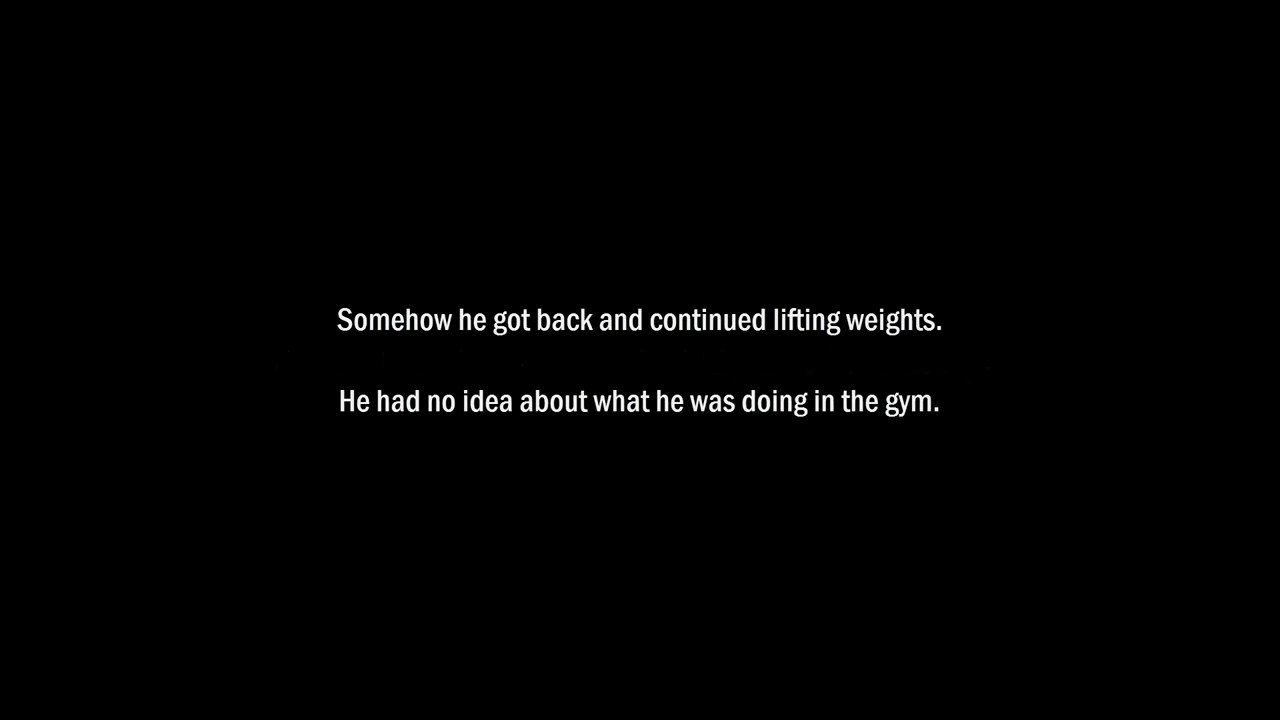 Somehow he got back and continued lifting weights.
He had no idea about what he was doing in the gym.